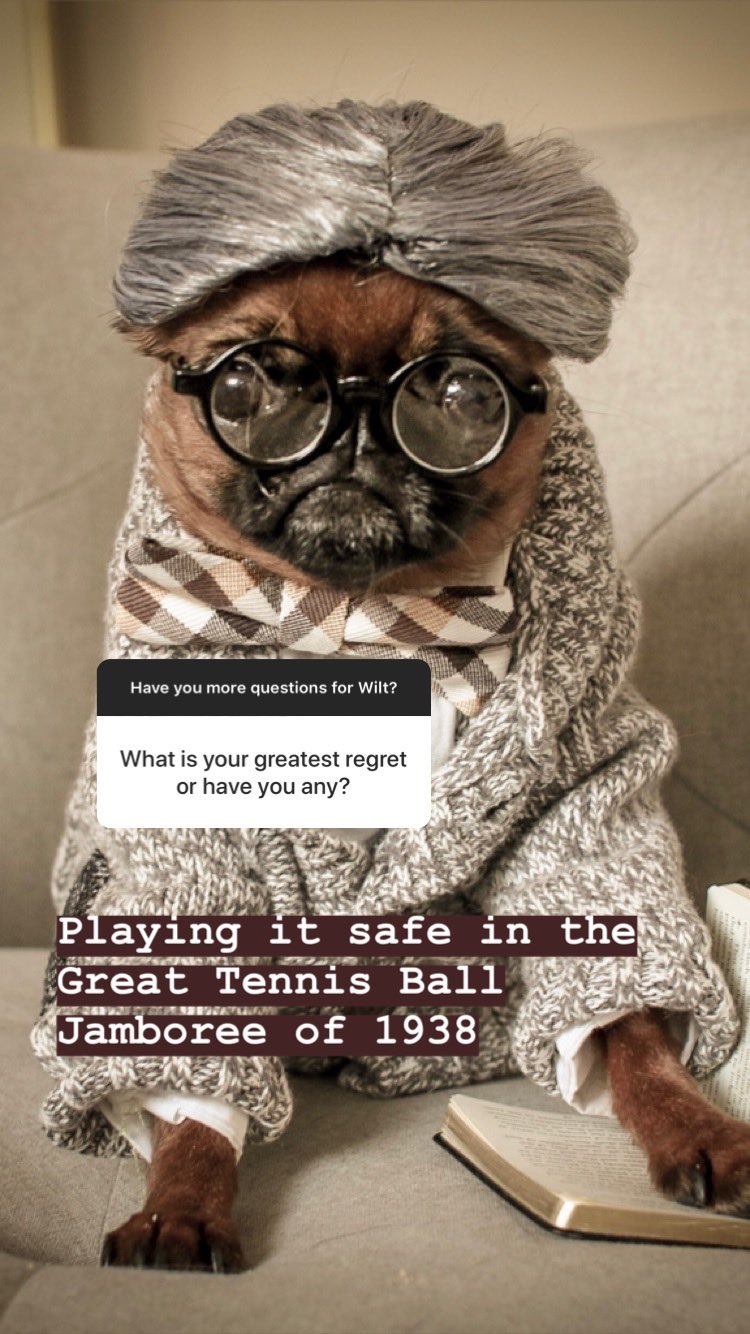 Have you more questions for Wilt?
What is your greatest regret
or have you any?
Playing it safe in the
Great Tennis Ball
Jamboree of 1938